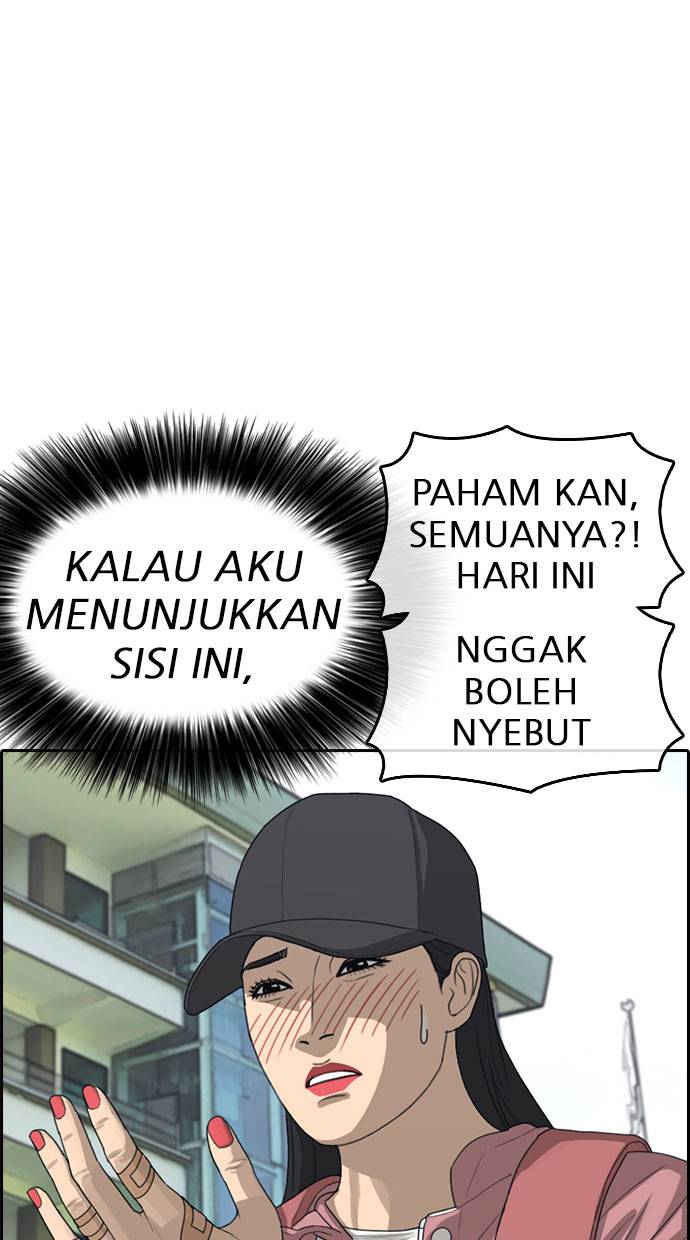 KALAU AKU
MENUNJUKKAN
SISI INI,
PAHAM KAN,
SEMUANYA?!
HARI INI
NGGAK
BOLEH
NYEBUT